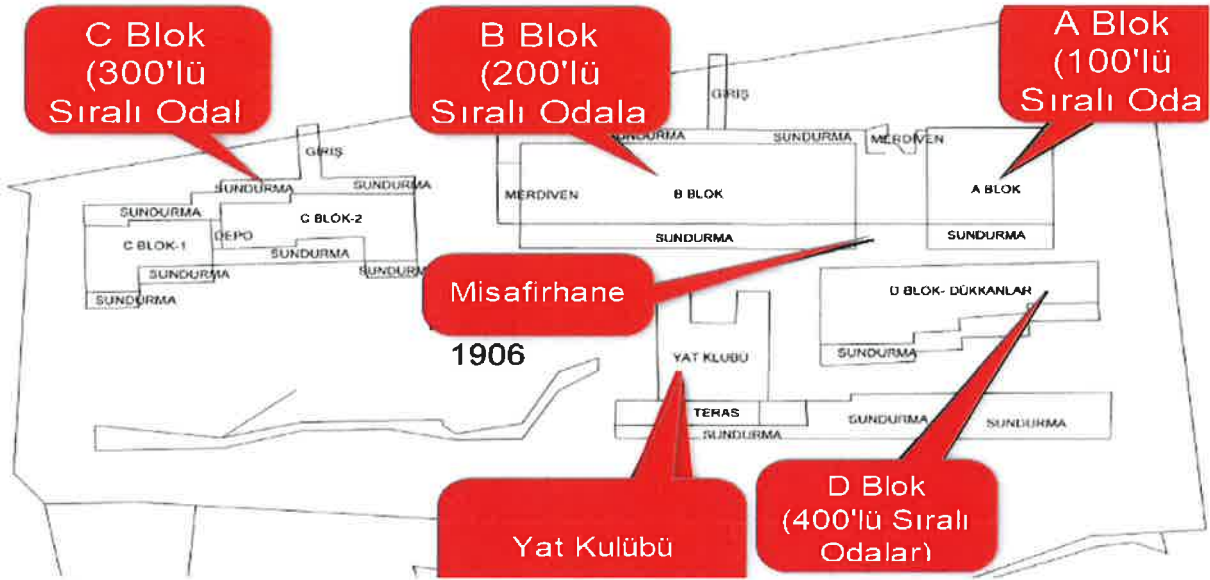 C Blok
(300'lü
Sıralı Odal
B Blok
(200'lü
Sıralı Odala
A Blok
(100'lü
Sıralı Oda
GİRİŞ
GİRİŞ
SUNDURMA
SUNDURMA
MERDİVEN
SUNDURMA
SUNDURMA
MERDİVEN
B BLOK
A BLOK
SUNDURMA
C BLOK-2
DEPO
C BLOK-1
SUNDURMA
SUNDURMA
SUNDURMA
SUNDURMA
SUNDURMA
SUNDURM
SUNDURMA
Misafirhane
D BLOK- DÜKKANLAR
1906
YAT KLUBÜ
SUNDURMA
TERAS
SUNDURMA
SUNDURMA
SUNDURMA
Yat Kulübü
D Blok
(400'lü Sıralı
Odalar)